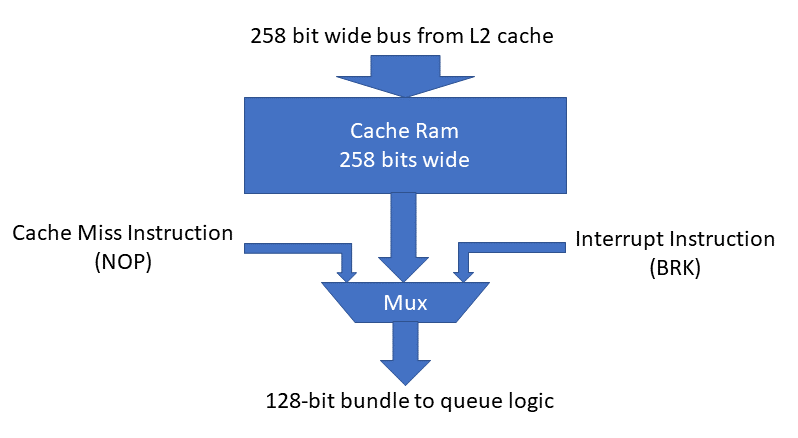 258 bit wide bus from L2 cache
Cache Ram
258 bits wide
Cache Miss Instruction
(NOP)
Interrupt Instruction
(BRK)
Mux
128-bit bundle to queue logic